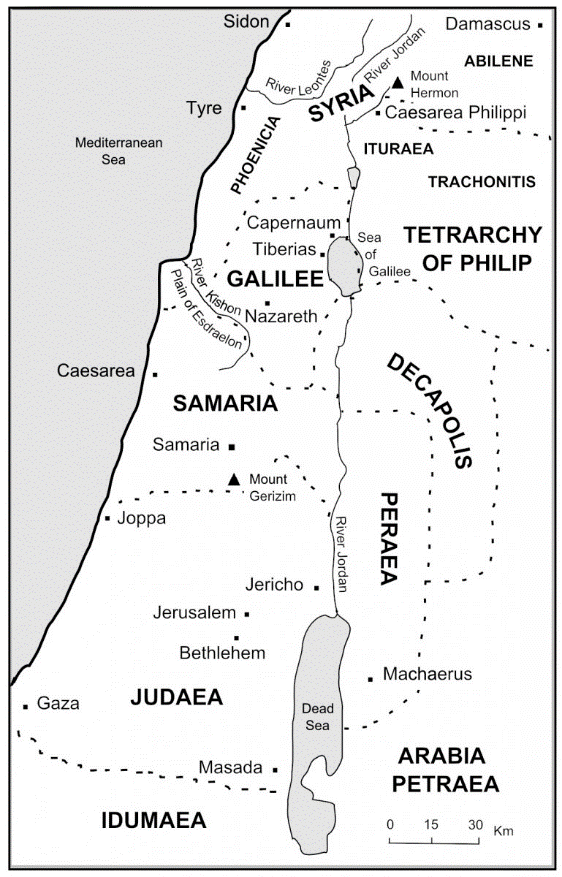 Sidon
Damascus
River Leontes
River Jordan
ABILENE
Mount
Hermon
SYRIA
Tyre
Caesarea Philippi
Mediterranean
Sea
PHOENICIA
ITURAEA
TRACHONITIS
Capernaum
Sea
of
Galilee
TETRARCHY
OF PHILIP
Tiberias
GALILEE
River Kishon
Plain of Esdraelon
Nazareth
Caesarea
DECAPOLIS
SAMARIA
Samaria
Mount
Gerizim
Joppa
PERAEA
River Jordan
Jericho
Jerusalem
Bethlehem
Machaerus
JUDAEA
Gaza
Dead
Sea
Masada
ARABIA
PETRAEA
IDUMAEA
0 15 30 Km